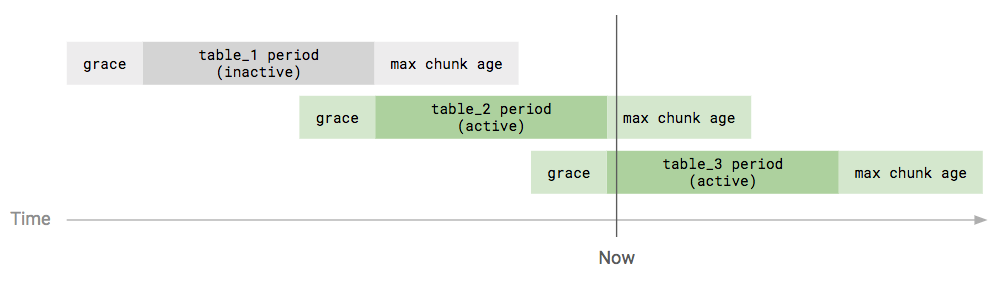 grace
table_1 period
(inactive)
max chunk age
grace
table_2 period
(active)
max chunk age
grace
table_3 period
(active)
max chunk age
Time
Now